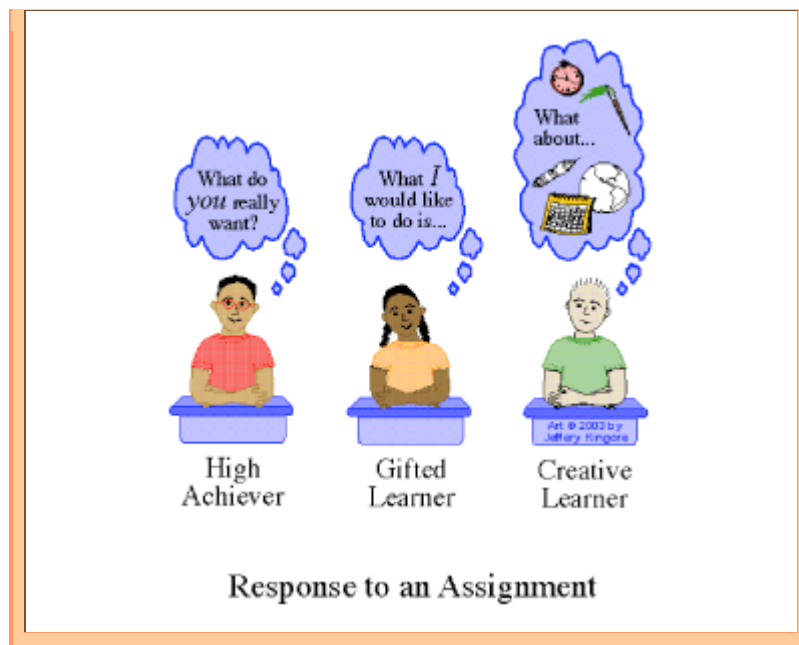 What do
you really
want?
What I
would like
to do is...
What
about...
Art © 2003 by
Jeffery Kingore
High
Achiever
Gifted
Learner
Creative
Learner
Response to an Assignment